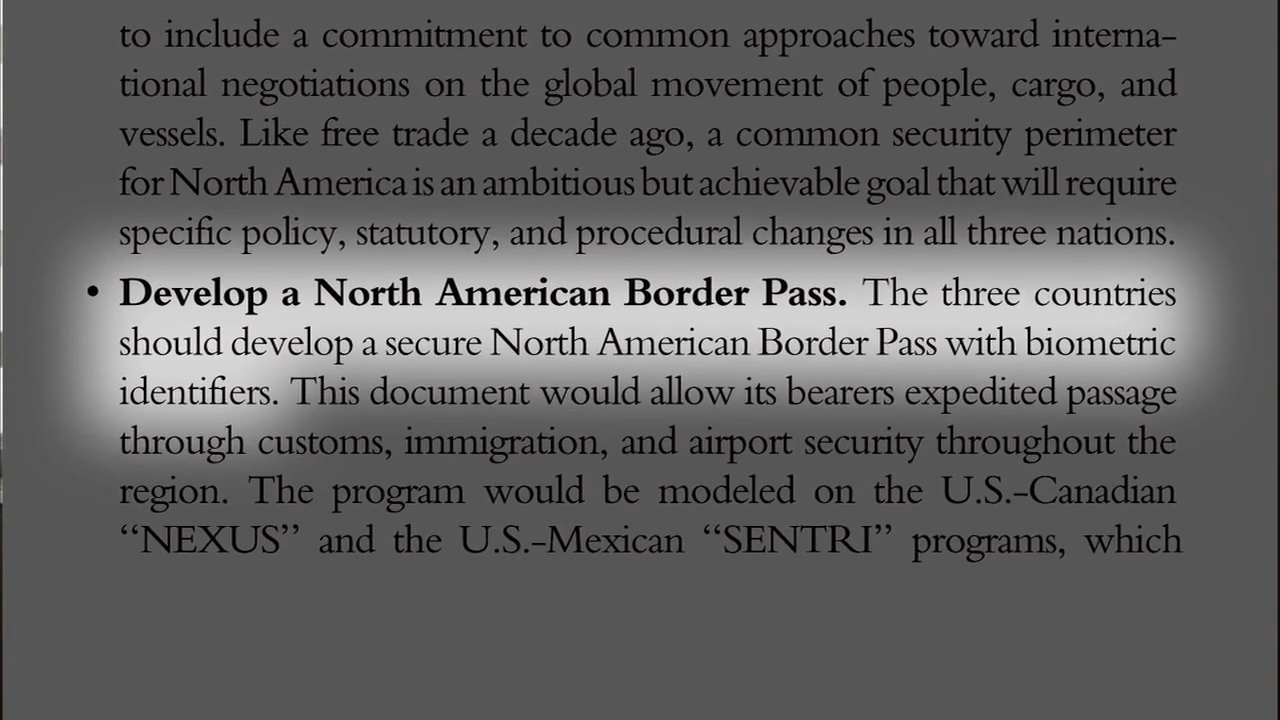 to include a commitment to common approaches toward interna-
tional negotiations on the global movement of people, cargo, and
vessels. Like free trade a decade ago, a common security perimeter
for North America is an ambitious but achievable goal that will require
specific policy, statutory, and procedural changes in all three nations.
• Develop a North American Border Pass. The three countries
should develop a secure North American Border Pass with biometric
identifiers. This document would allow its bearers expedited passage
through customs, immigration, and airport security throughout the
region. The program would be modeled on the U.S.-Canadian
“NEXUS” and the U.S.-Mexican “SENTRI” programs, which